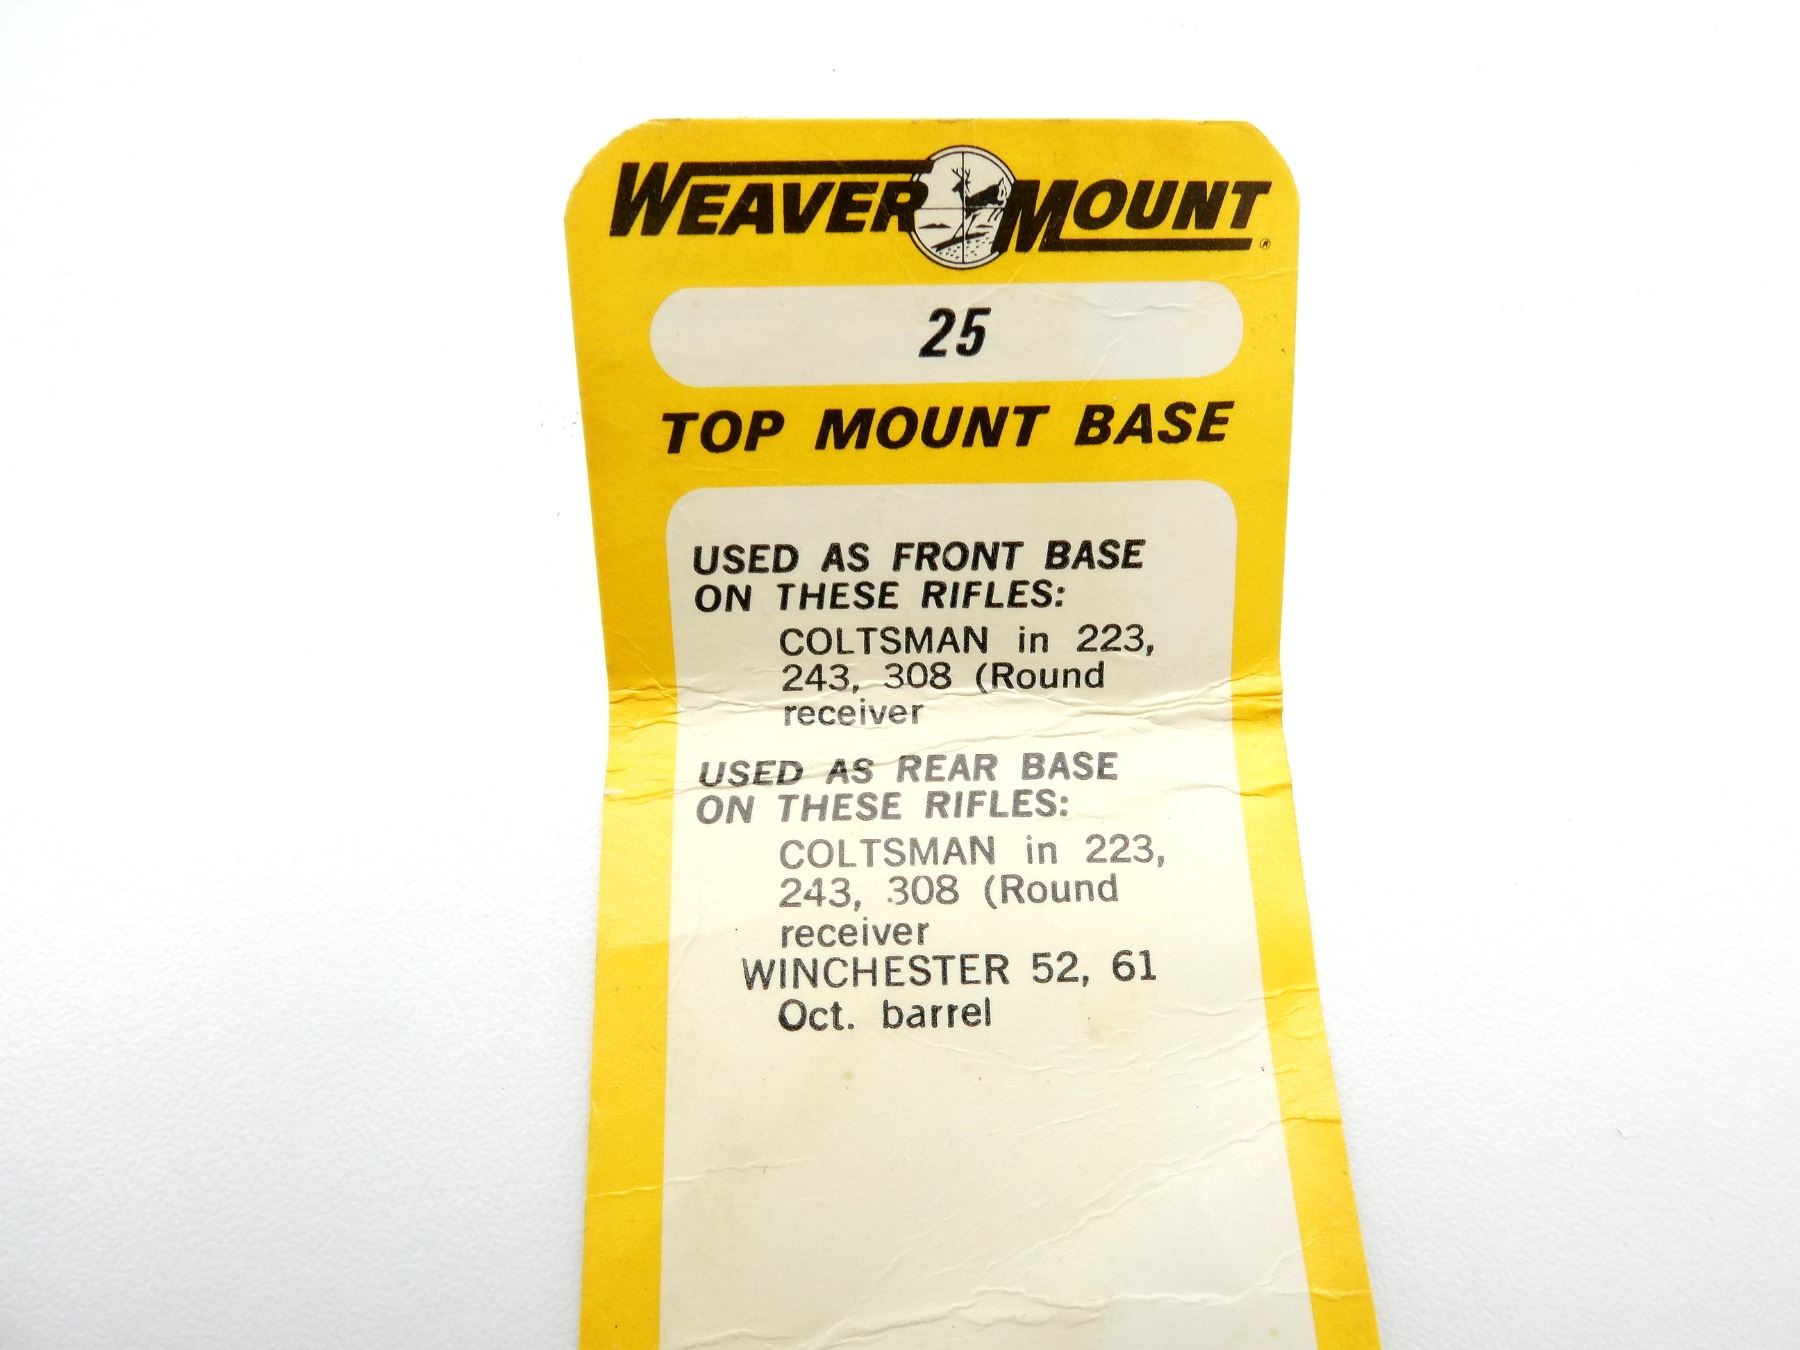 WEAVER MOUNT ®
25
TOP MOUNT BASE
USED AS FRONT BASE
ON THESE RIFLES:
COLTSMAN in 223,
243, 308 (Round
receiver
USED AS REAR BASE
ON THESE RIFLES:
COLTSMAN in 223,
243, 308 (Round
receiver
WINCHESTER 52, 61
Oct. barrel